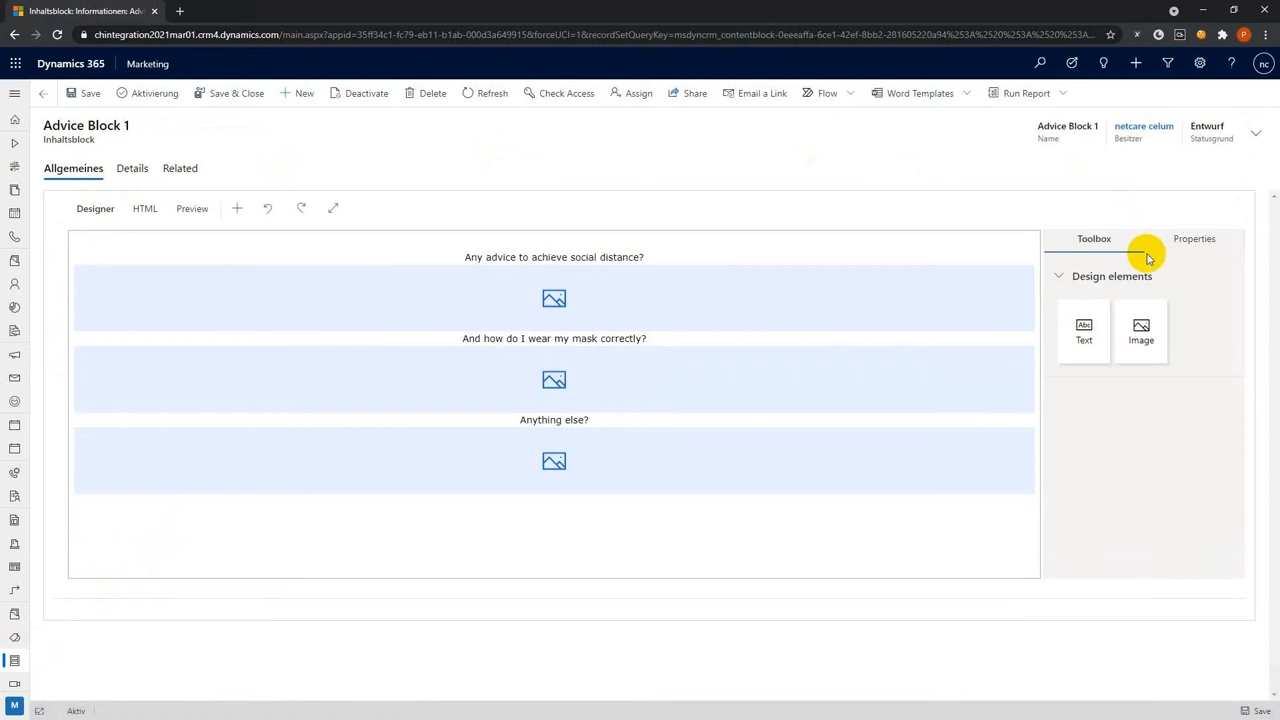 Inhaltsblock: Informationen: Adv
chintegration2021mar01.crm4.dynamics.com/main.aspx?appid=35ff34c1-fc79-eb11-b1ab-000d3a649915&forceUCI=1&recordSetQueryKey=msdyncrm_contentblock-0eeeaffa-6ce1-42ef-8bb2-281605220a94%253A%2520%253A%2520%253A%2520%253A...
P
Dynamics 365
Marketing
nc
Save
Aktivierung
Save & Close
New
Deactivate
Delete
Refresh
Check Access
Assign
Share
Email a Link
Flow
Word Templates
Run Report
Advice Block 1
Inhaltsblock
Advice Block 1
Name
netcare celum
Besitzer
Entwurf
Statusgrund
Allgemeines
Details
Related
Designer
HTML
Preview
Toolbox
Properties
Any advice to achieve social distance?
Design elements
Abc
Text
Image
And how do I wear my mask correctly?
Anything else?
M
Aktiv
Save